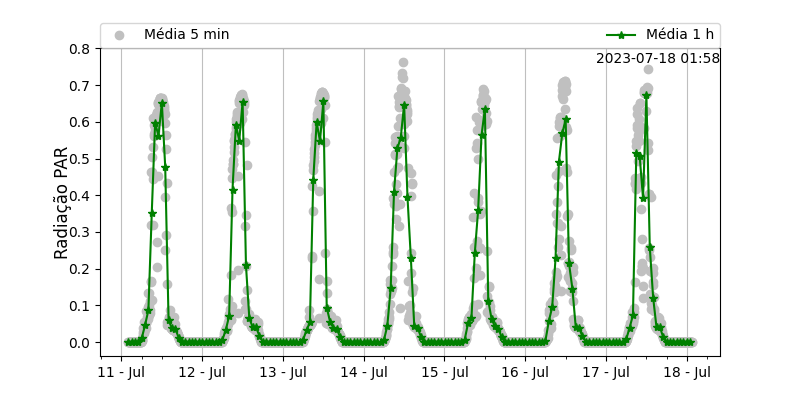 Média 5 min
Média 1 h
2023-07-18 01:58
Radiação PAR
0.8
0.7
0.6
0.5
0.4
0.3
0.2
0.1
0.0
11 - Jul
12 - Jul
13 - Jul
14 - Jul
15 - Jul
16 - Jul
17 - Jul
18 - Jul